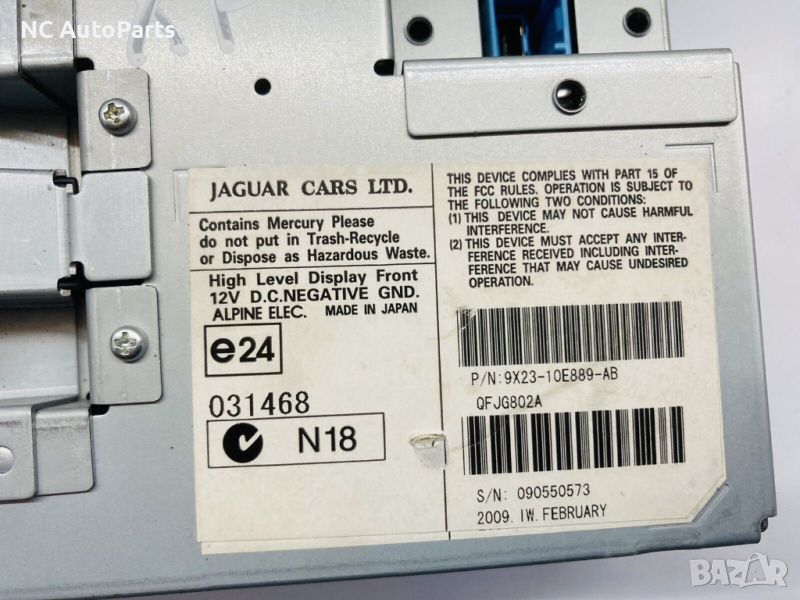 NC AutoParts
JAGUAR CARS LTD.
Contains Mercury Please
do not put in Trash-Recycle
or Dispose as Hazardous Waste.
High Level Display Front
12V D.C.NEGATIVE GND.
ALPINE ELEC. MADE IN JAPAN
e24
031468
N18
THIS DEVICE COMPLIES WITH PART 15 OF
THE FCC RULES. OPERATION IS SUBJECT TO
THE FOLLOWING TWO CONDITIONS:
(1) THIS DEVICE MAY NOT CAUSE HARMFUL
INTERFERENCE.
(2) THIS DEVICE MUST ACCEPT ANY INTER-
FERENCE RECEIVED INCLUDING INTER-
FERENCE THAT MAY CAUSE UNDESIRED
OPERATION.
P/N:9X23-10E889-AB
QFJG802A
S/N: 090550573
2009. IW. FEBRUARY
BAZAR